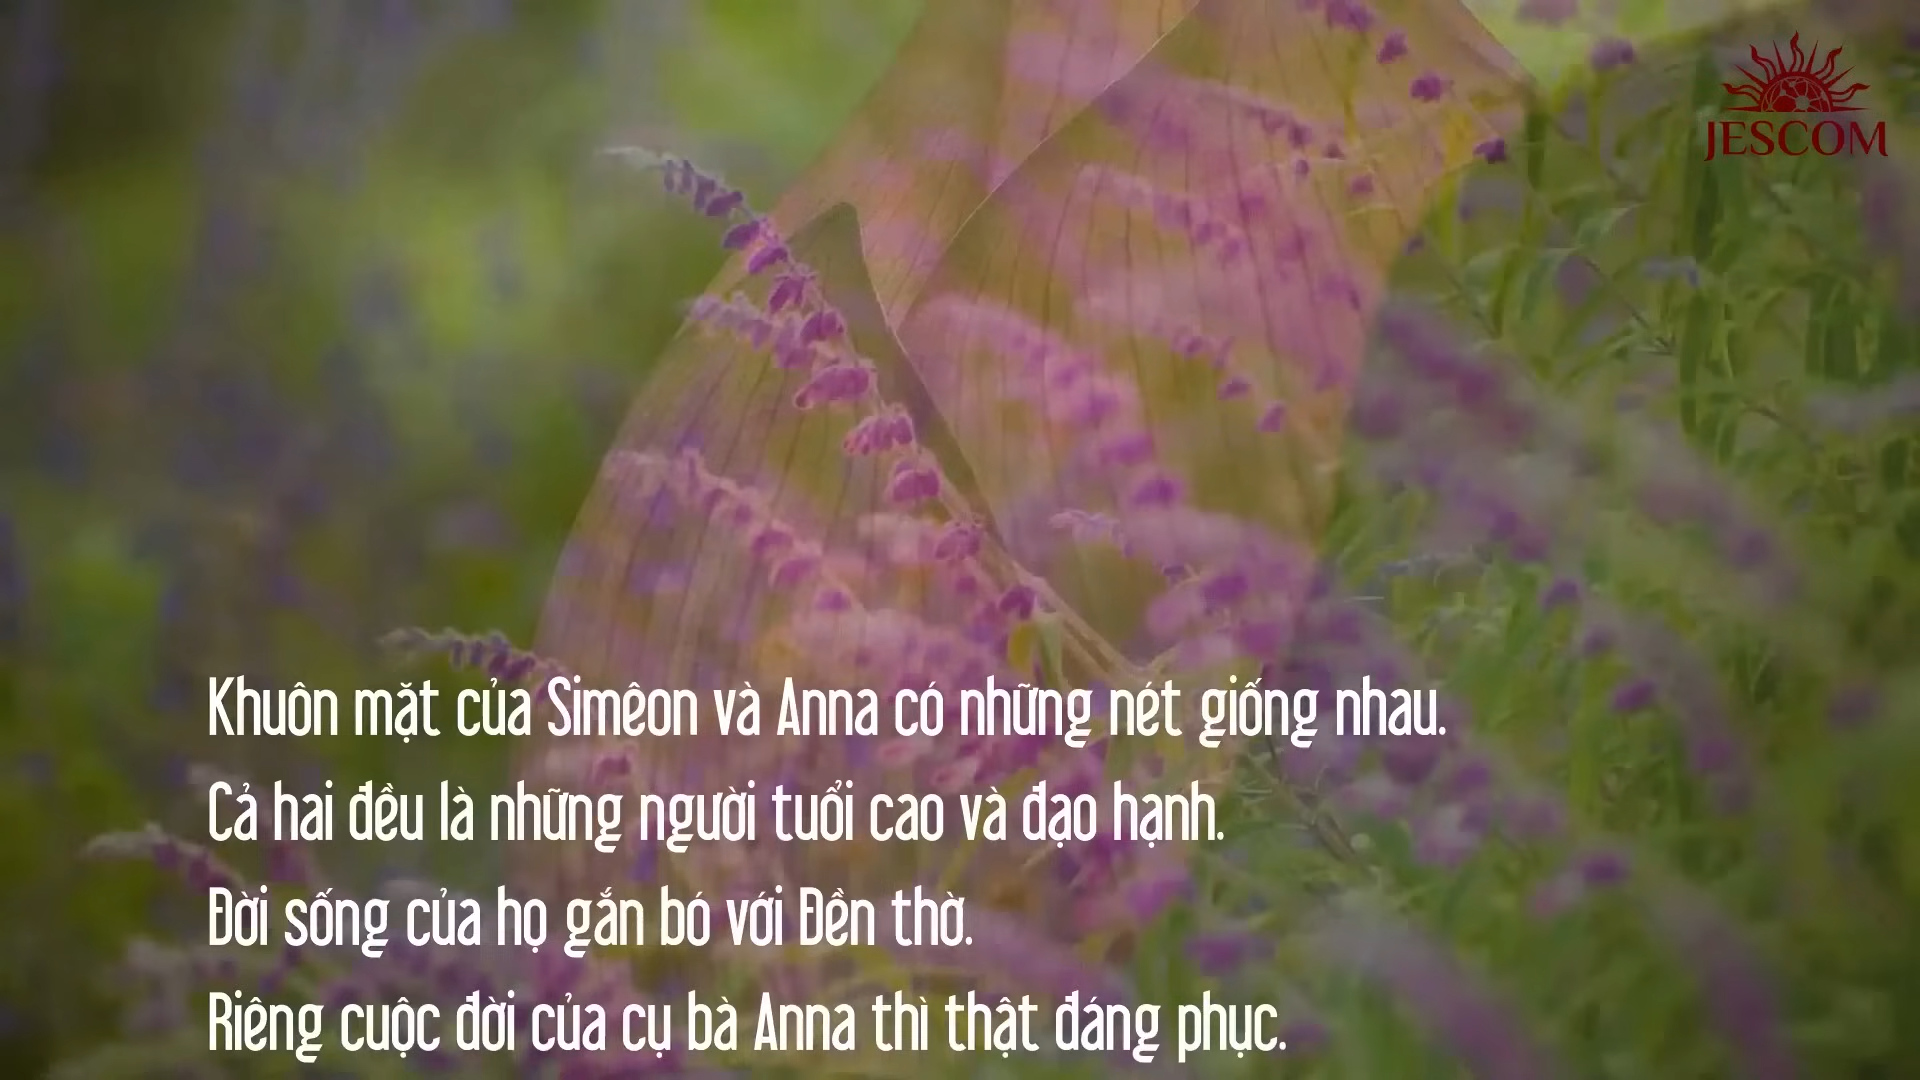 JESCOM
Khuôn mặt của Simêon và Anna có những nét giống nhau.
Cả hai đều là những người tuổi cao và đạo hạnh.
Đời sống của họ gắn bó với Đền thờ.
Riêng cuộc đời của cụ bà Anna thì thật đáng phục.